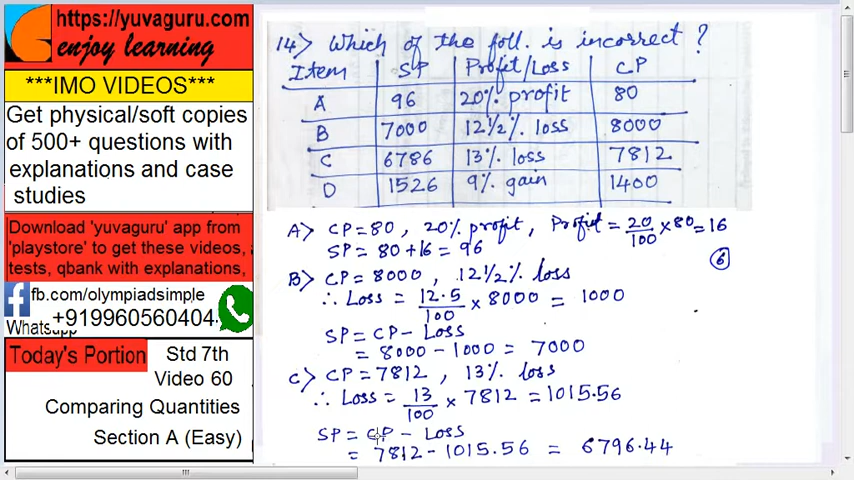 https://yuvaguru.com
enjoy learning
***IMO VIDEOS***
Get physical/soft copies
of 500+ questions with
explanations and case
studies
Download 'yuvaguru' app from
'playstore' to get these videos,
tests, qbank with explanations,
fb.com/olympiadsimple
Whatsapp
+919960560404
Today's Portion
Std 7th
Video 60
Comparing Quantities
Section A (Easy)
14> Which of the foll. is incorrect ?
Item SP Profit/Loss CP
A 96 20% profit 80
B 7000 12½% loss 8000
C 6786 13% loss 7812
D 1526 9% gain 1400
A> CP=80, 20% profit, Profit = 20/100 x 80 = 16
SP = 80+16 = 96
6
B> CP = 8000, 12½% loss
∴ Loss = 12.5/100 x 8000 = 1000
SP = CP - Loss
= 8000 - 1000 = 7000
C> CP = 7812, 13% loss
∴ Loss = 13/100 x 7812 = 1015.56
SP = CP - Loss
= 7812 - 1015.56 = 6796.44